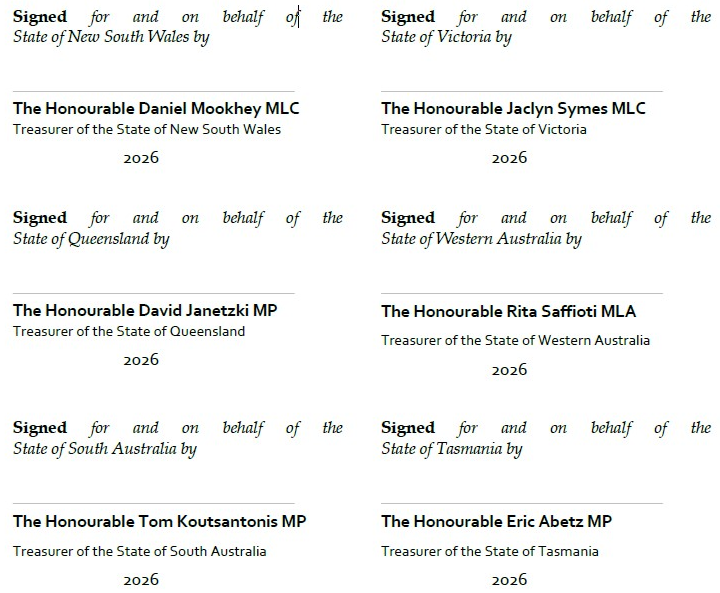 Signed for and on behalf of the
State of New South Wales by
The Honourable Daniel Mookhey MLC
Treasurer of the State of New South Wales
2026
Signed for and on behalf of the
State of Victoria by
The Honourable Jaclyn Symes MLC
Treasurer of the State of Victoria
2026
Signed for and on behalf of the
State of Queensland by
The Honourable David Janetzki MP
Treasurer of the State of Queensland
2026
Signed for and on behalf of the
State of Western Australia by
The Honourable Rita Saffioti MLA
Treasurer of the State of Western Australia
2026
Signed for and on behalf of the
State of South Australia by
The Honourable Tom Koutsantonis MP
Treasurer of the State of South Australia
2026
Signed for and on behalf of the
State of Tasmania by
The Honourable Eric Abetz MP
Treasurer of the State of Tasmania
2026